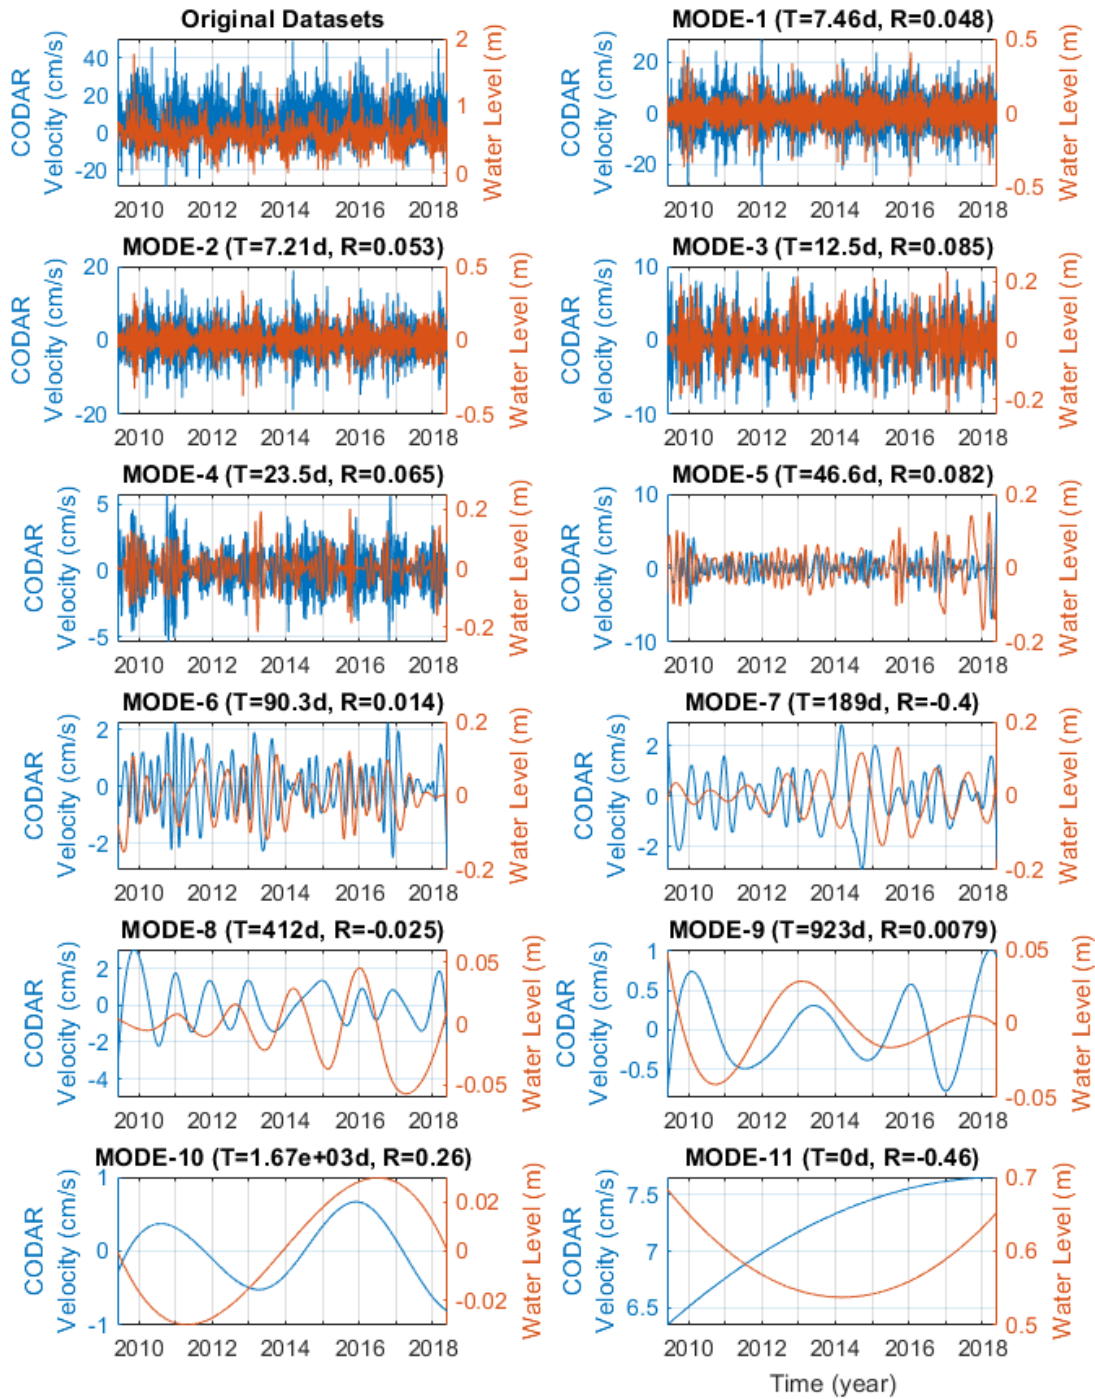 Original Datasets
CODAR
Velocity (cm/s)
40
20
0
-20
2
1
0
Water Level (m)
2010 2012 2014 2016 2018
MODE-1 (T=7.46d, R=0.048)
CODAR
Velocity (cm/s)
20
0
-20
0.5
0
-0.5
Water Level (m)
2010 2012 2014 2016 2018
MODE-2 (T=7.21d, R=0.053)
CODAR
Velocity (cm/s)
20
0
-20
0.5
0
-0.5
Water Level (m)
2010 2012 2014 2016 2018
MODE-3 (T=12.5d, R=0.085)
CODAR
Velocity (cm/s)
10
0
-10
0.2
0
-0.2
Water Level (m)
2010 2012 2014 2016 2018
MODE-4 (T=23.5d, R=0.065)
CODAR
Velocity (cm/s)
5
0
-5
0.2
0
-0.2
Water Level (m)
2010 2012 2014 2016 2018
MODE-5 (T=46.6d, R=0.082)
CODAR
Velocity (cm/s)
10
0
-10
0.2
0
-0.2
Water Level (m)
2010 2012 2014 2016 2018
MODE-6 (T=90.3d, R=0.014)
CODAR
Velocity (cm/s)
2
0
-2
0.2
0
-0.2
Water Level (m)
2010 2012 2014 2016 2018
MODE-7 (T=189d, R=-0.4)
CODAR
Velocity (cm/s)
2
0
-2
0.2
0
-0.2
Water Level (m)
2010 2012 2014 2016 2018
MODE-8 (T=412d, R=-0.025)
CODAR
Velocity (cm/s)
2
0
-2
-4
0.05
0
-0.05
Water Level (m)
2010 2012 2014 2016 2018
MODE-9 (T=923d, R=0.0079)
CODAR
Velocity (cm/s)
1
0.5
0
-0.5
0.05
0
-0.05
Water Level (m)
2010 2012 2014 2016 2018
MODE-10 (T=1.67e+03d, R=0.26)
CODAR
Velocity (cm/s)
1
0
-1
0.02
0
-0.02
Water Level (m)
2010 2012 2014 2016 2018
MODE-11 (T=0d, R=-0.46)
CODAR
Velocity (cm/s)
7.5
7
6.5
0.7
0.6
0.5
Water Level (m)
2010 2012 2014 2016 2018
Time (year)